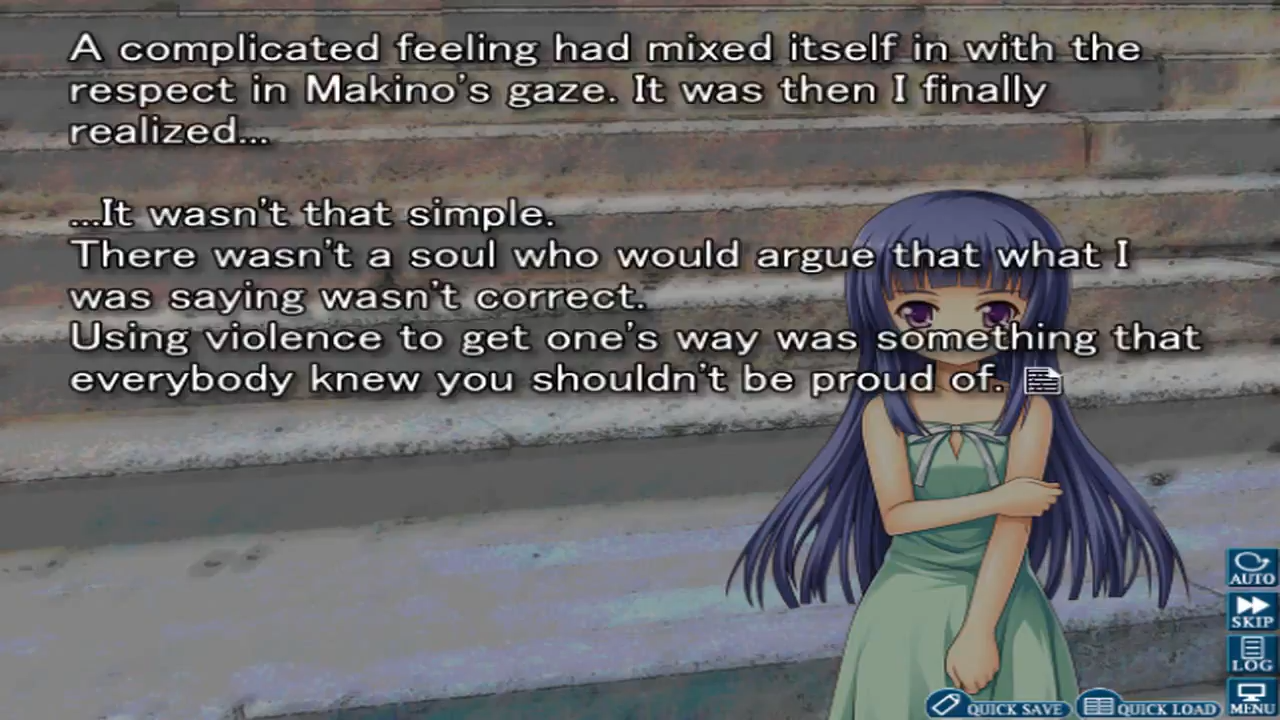 A complicated feeling had mixed itself in with the
respect in Makino's gaze. It was then I finally
realized...
...It wasn't that simple.
There wasn't a soul who would argue that what I
was saying wasn't correct.
Using violence to get one's way was something that
everybody knew you shouldn't be proud of.
AUTO
SKIP
LOG
MENU
QUICK SAVE
QUICK LOAD